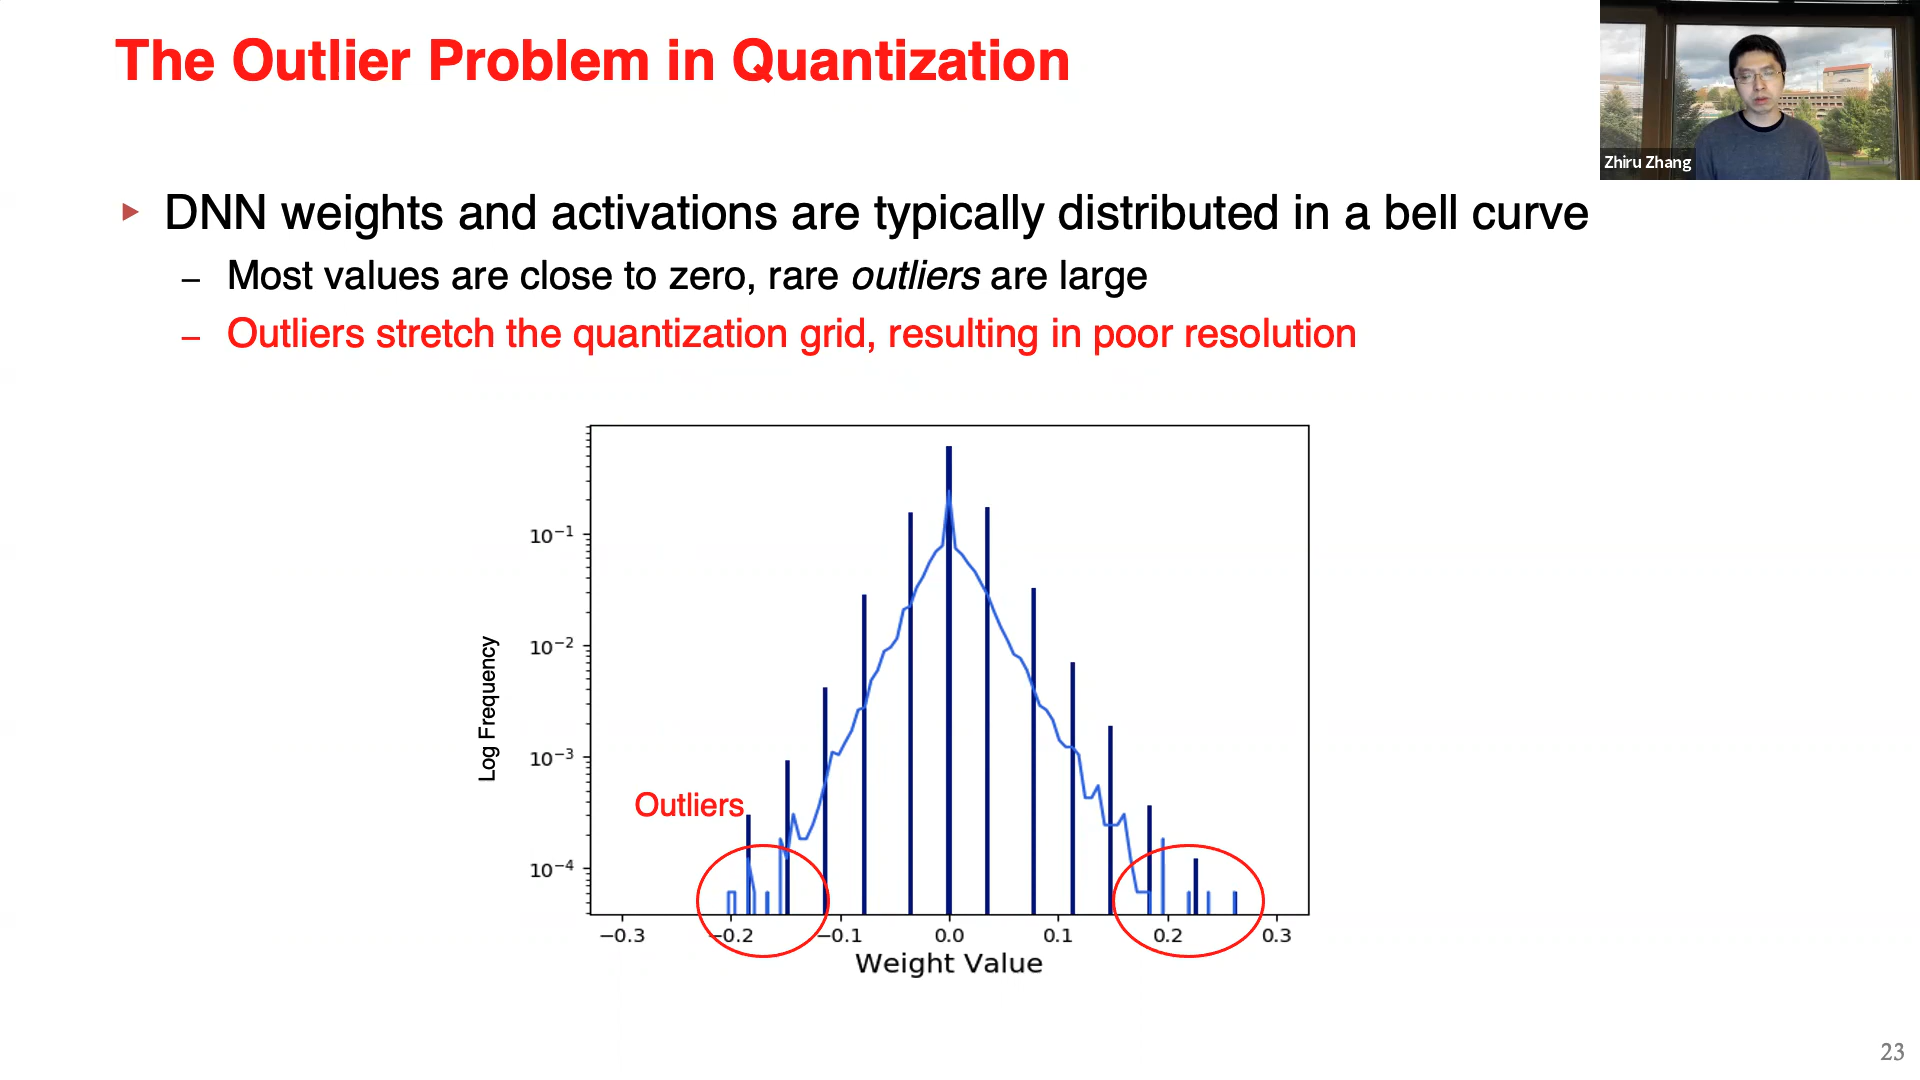 The Outlier Problem in Quantization
Zhiru Zhang
▸ DNN weights and activations are typically distributed in a bell curve
– Most values are close to zero, rare outliers are large
– Outliers stretch the quantization grid, resulting in poor resolution
10⁻¹
10⁻²
10⁻³
10⁻⁴
Log Frequency
Outliers
−0.3 −0.2 −0.1 0.0 0.1 0.2 0.3
Weight Value
23